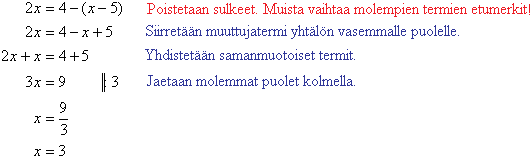 2x = 4 − (x − 5) Poistetaan sulkeet. Muista vaihtaa molempien termien etumerkit!
2x = 4 − x + 5 Siirretään muuttujatermi yhtälön vasemmalle puolelle.
2x + x = 4 + 5 Yhdistetään samanmuotoiset termit.
3x = 9 ‖: 3 Jaetaan molemmat puolet kolmella.
x = 9/3
x = 3